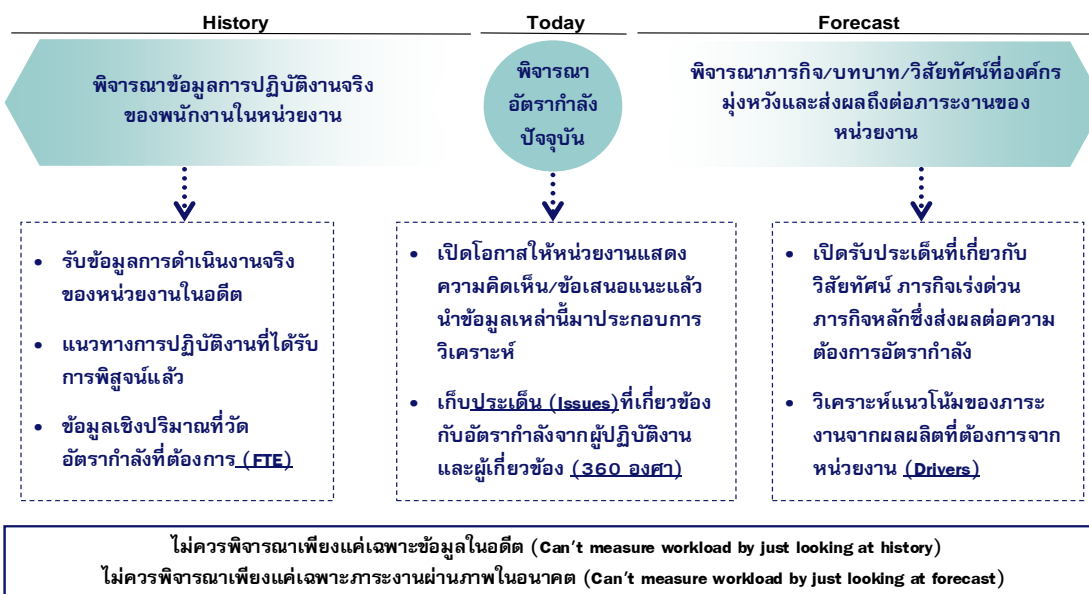 History
Today
Forecast
พิจารณาข้อมูลการปฏิบัติงานจริง
ของพนักงานในหน่วยงาน
พิจารณา
อัตรากำลัง
ปัจจุบัน
พิจารณาภารกิจ/บทบาท/วิสัยทัศน์ที่องค์กร
มุ่งหวังและส่งผลถึงต่อภาระงานของ
หน่วยงาน
• รับข้อมูลการดำเนินงานจริง
ของหน่วยงานในอดีต
• แนวทางการปฏิบัติงานที่ได้รับ
การพิสูจน์แล้ว
• ข้อมูลเชิงปริมาณที่วัด
อัตรากำลังที่ต้องการ (FTE)
• เปิดโอกาสให้หน่วยงานแสดง
ความคิดเห็น/ข้อเสนอแนะแล้ว
นำข้อมูลเหล่านี้มาประกอบการ
วิเคราะห์
• เก็บประเด็น (Issues)ที่เกี่ยวข้อง
กับอัตรากำลังจากผู้ปฏิบัติงาน
และผู้เกี่ยวข้อง (360 องศา)
• เปิดรับประเด็นที่เกี่ยวกับ
วิสัยทัศน์ ภารกิจเร่งด่วน
ภารกิจหลักซึ่งส่งผลต่อความ
ต้องการอัตรากำลัง
• วิเคราะห์แนวโน้มของภาระ
งานจากผลผลิตที่ต้องการจาก
หน่วยงาน (Drivers)
ไม่ควรพิจารณาเพียงแค่เฉพาะข้อมูลในอดีต (Can't measure workload by just looking at history)
ไม่ควรพิจารณาเพียงแค่เฉพาะภาระงานผ่านภาพในอนาคต (Can't measure workload by just looking at forecast)